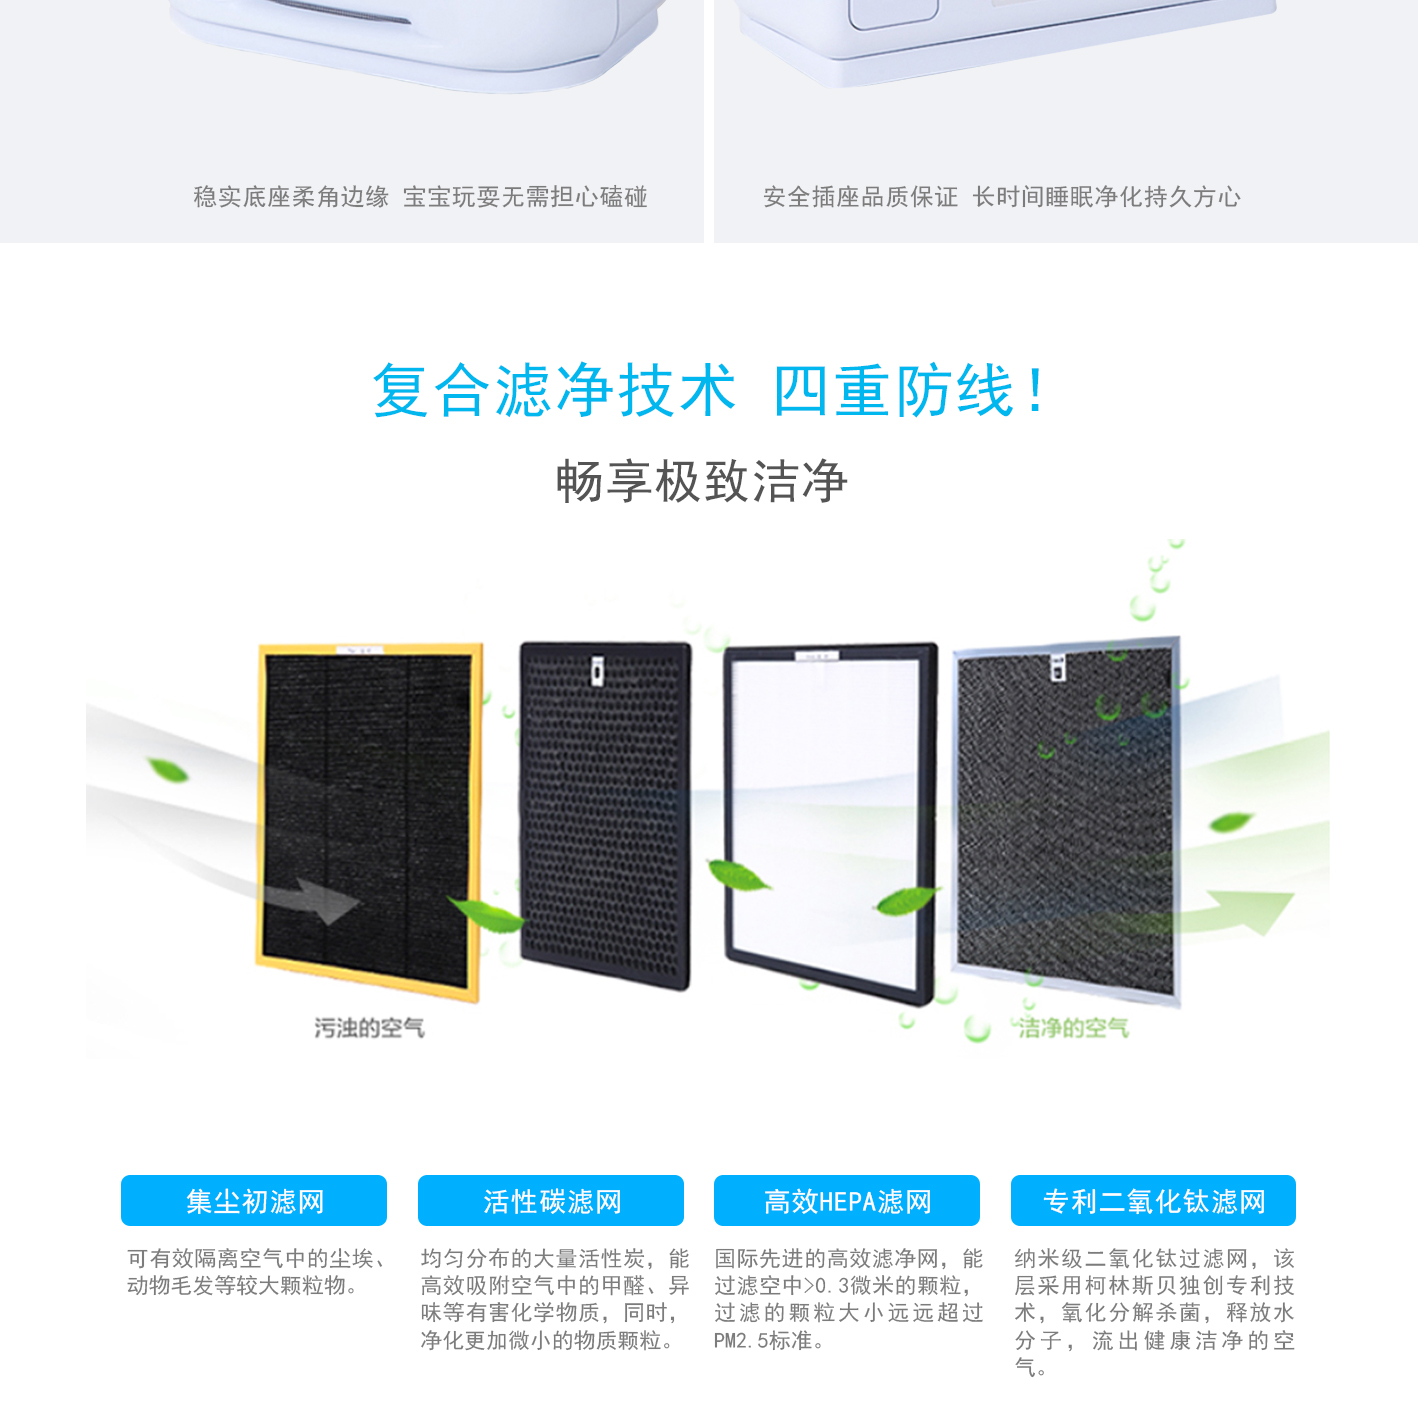 稳实底座柔角边缘 宝宝玩耍无需担心磕碰
安全插座品质保证 长时间睡眠净化持久方心
复合滤净技术 四重防线！
畅享极致洁净
污浊的空气
洁净的空气
集尘初滤网
可有效隔离空气中的尘埃、
动物毛发等较大颗粒物。
活性碳滤网
均匀分布的大量活性炭，能
高效吸附空气中的甲醛、异
味等有害化学物质，同时，
净化更加微小的物质颗粒。
高效HEPA滤网
国际先进的高效滤净网，能
过滤空中>0.3微米的颗粒，
过滤的颗粒大小远远超过
PM2.5标准。
专利二氧化钛滤网
纳米级二氧化钛过滤网，该
层采用柯林斯贝独创专利技
术，氧化分解杀菌，释放水
分子，流出健康洁净的空
气。